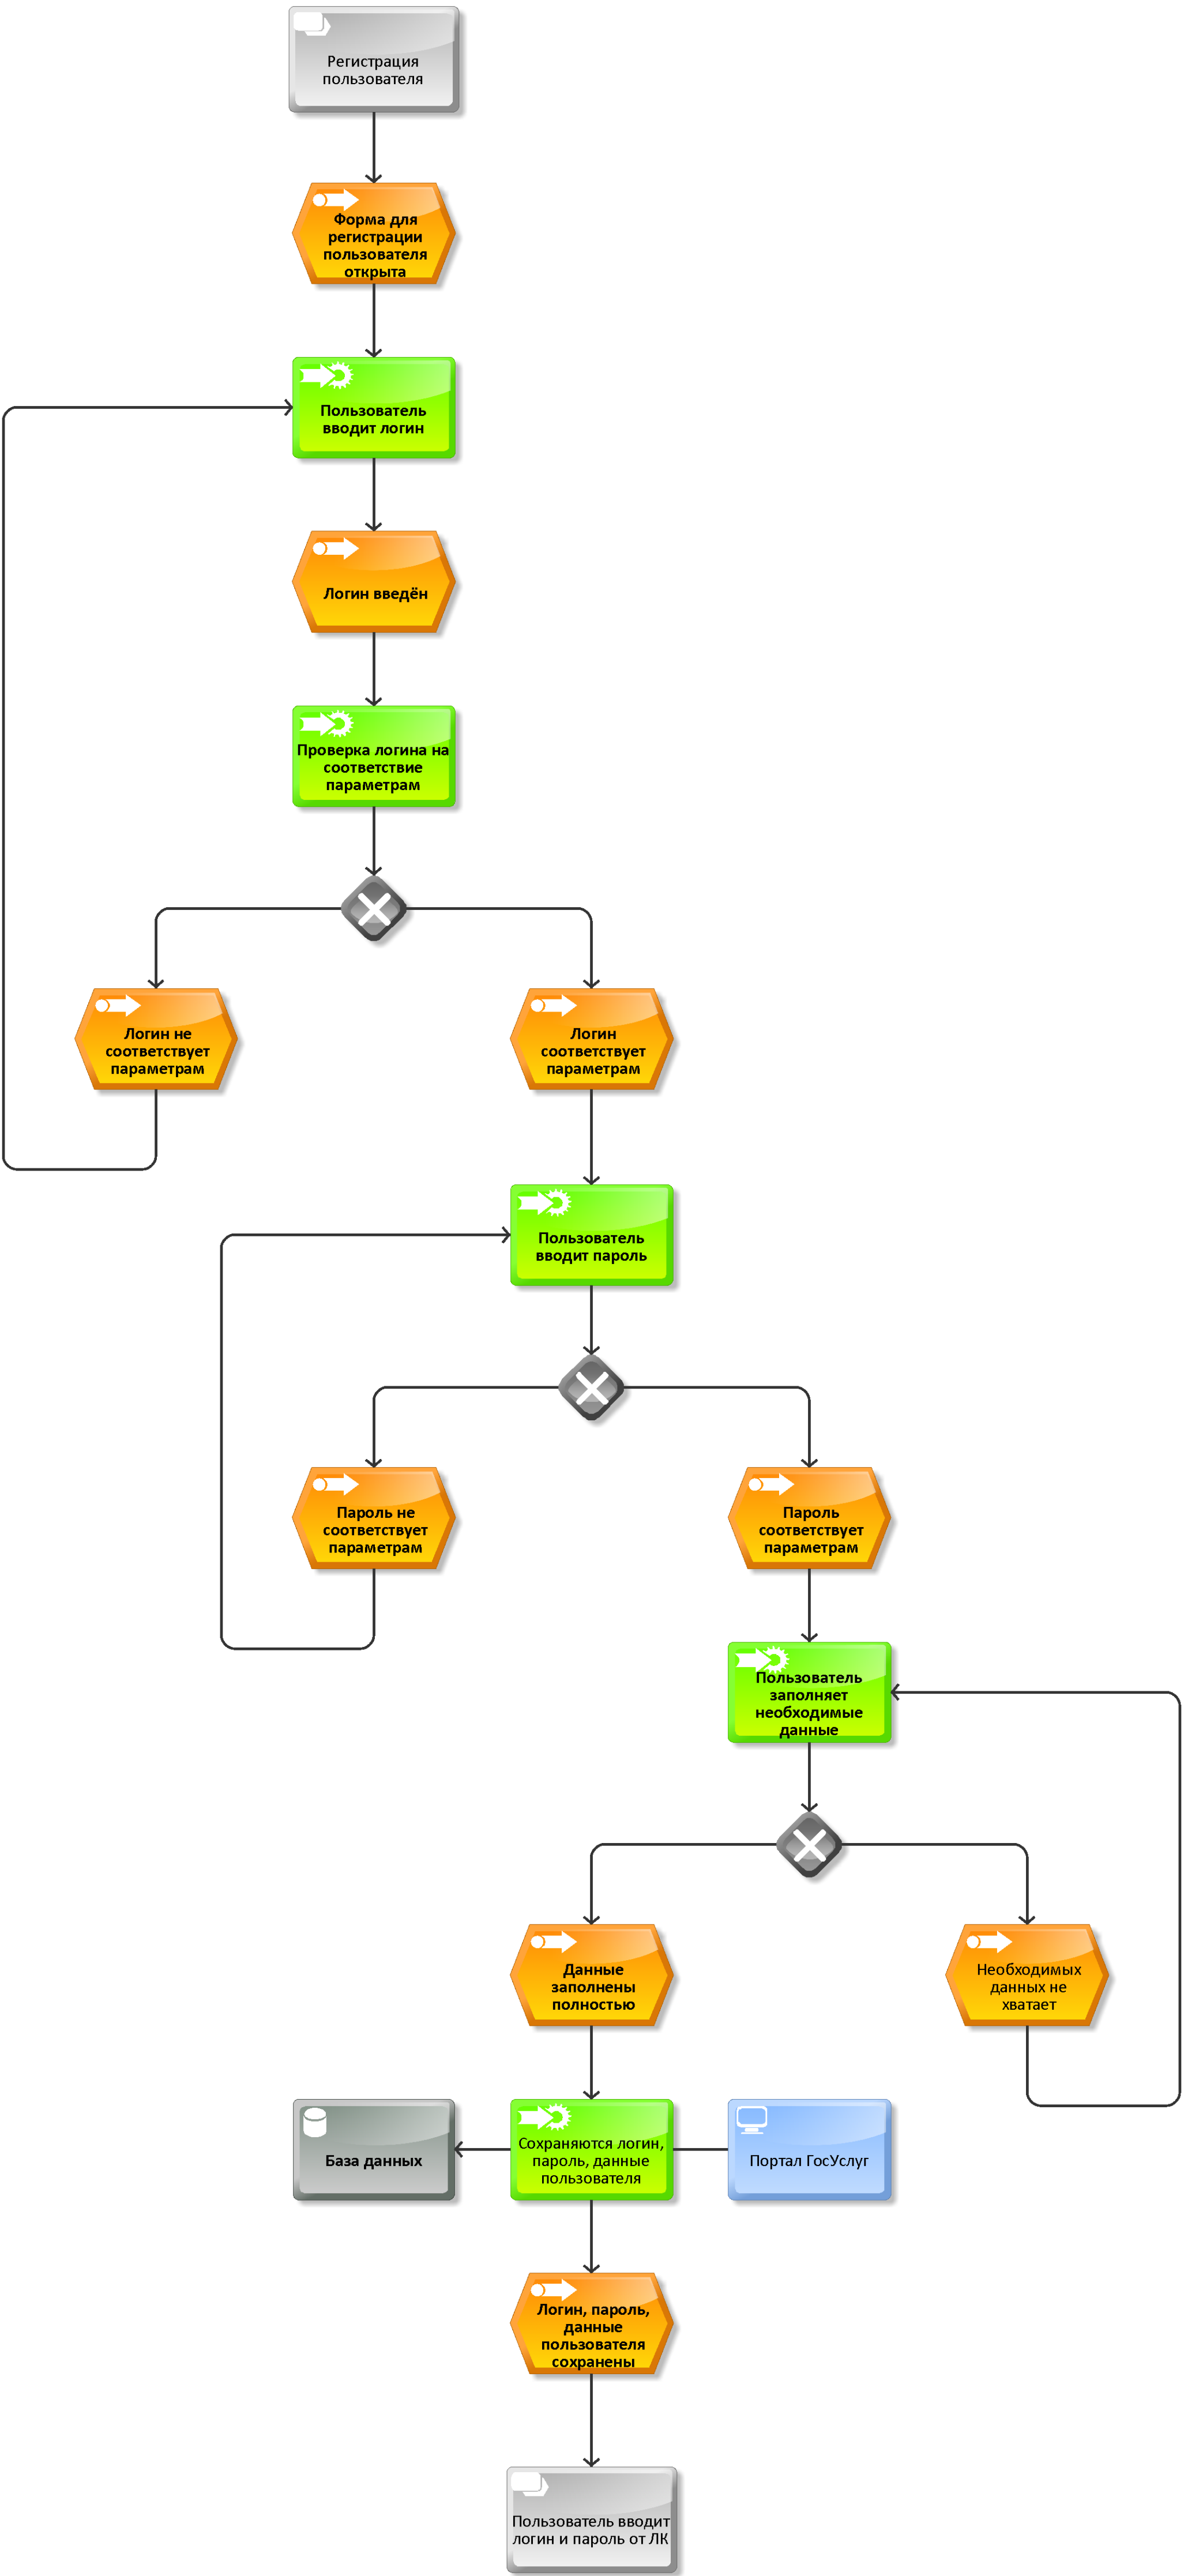 Регистрация
пользователя
Форма для
регистрации
пользователя
открыта
Пользователь
вводит логин
Логин введён
Проверка логина на
соответствие
параметрам
Логин не
соответствует
параметрам
Логин
соответствует
параметрам
Пользователь
вводит пароль
Пароль не
соответствует
параметрам
Пароль
соответствует
параметрам
Пользователь
заполняет
необходимые
данные
Данные
заполнены
полностью
Необходимых
данных не
хватает
База данных
Сохраняются логин,
пароль, данные
пользователя
Портал ГосУслуг
Логин, пароль,
данные
пользователя
сохранены
Пользователь вводит
логин и пароль от ЛК